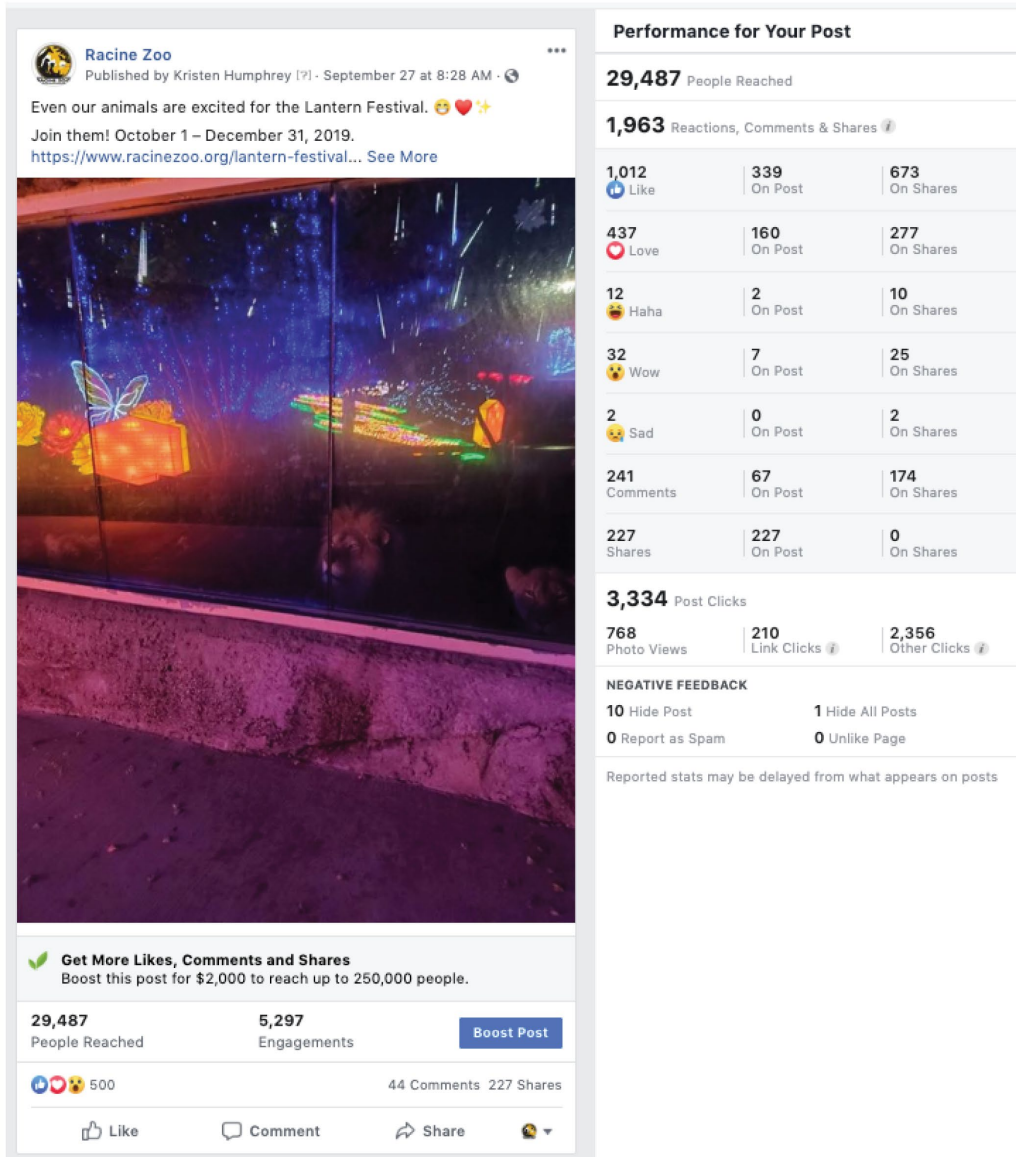 Racine Zoo
Published by Kristen Humphrey [?] · September 27 at 8:28 AM ·
Even our animals are excited for the Lantern Festival. 😁❤️✨
Join them! October 1 – December 31, 2019.
https://www.racinezoo.org/lantern-festival... See More
Get More Likes, Comments and Shares
Boost this post for $2,000 to reach up to 250,000 people.
29,487 5,297
People Reached Engagements
Boost Post
500 44 Comments 227 Shares
Like Comment Share
Performance for Your Post
29,487 People Reached
1,963 Reactions, Comments & Shares
1,012 339 673
Like On Post On Shares
437 160 277
Love On Post On Shares
12 2 10
Haha On Post On Shares
32 7 25
Wow On Post On Shares
2 0 2
Sad On Post On Shares
241 67 174
Comments On Post On Shares
227 227 0
Shares On Post On Shares
3,334 Post Clicks
768 210 2,356
Photo Views Link Clicks Other Clicks
NEGATIVE FEEDBACK
10 Hide Post 1 Hide All Posts
0 Report as Spam 0 Unlike Page
Reported stats may be delayed from what appears on posts